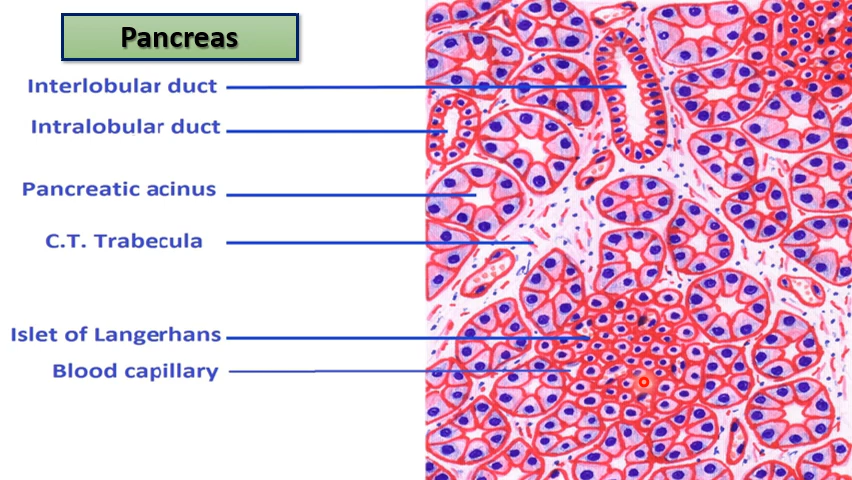 Pancreas
Interlobular duct
Intralobular duct
Pancreatic acinus
C.T. Trabecula
Islet of Langerhans
Blood capillary